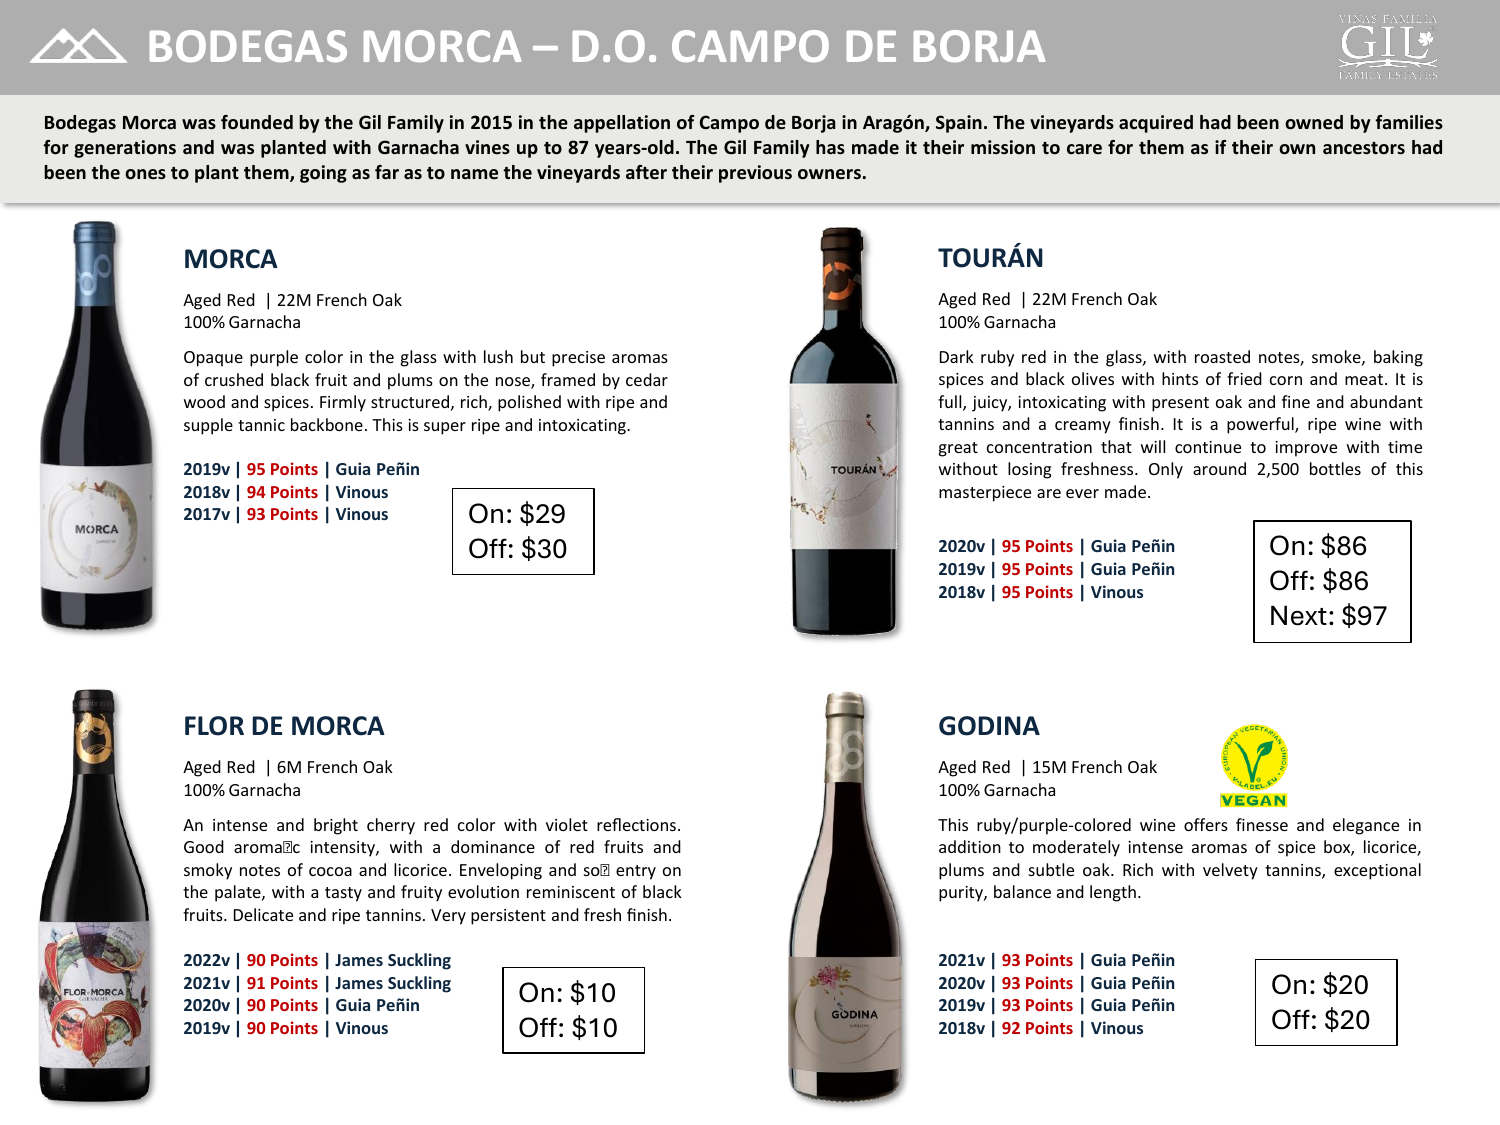 BODEGAS MORCA – D.O. CAMPO DE BORJA
VIÑAS FAMILIA
GIL
FAMILY ESTATES
Bodegas Morca was founded by the Gil Family in 2015 in the appellation of Campo de Borja in Aragón, Spain. The vineyards acquired had been owned by families
for generations and was planted with Garnacha vines up to 87 years-old. The Gil Family has made it their mission to care for them as if their own ancestors had
been the ones to plant them, going as far as to name the vineyards after their previous owners.
MORCA
Aged Red | 22M French Oak
100% Garnacha
Opaque purple color in the glass with lush but precise aromas
of crushed black fruit and plums on the nose, framed by cedar
wood and spices. Firmly structured, rich, polished with ripe and
supple tannic backbone. This is super ripe and intoxicating.
2019v | 95 Points | Guia Peñin
2018v | 94 Points | Vinous
2017v | 93 Points | Vinous
On: $29
Off: $30
MORCA
GARNACHA
TOURÁN
Aged Red | 22M French Oak
100% Garnacha
Dark ruby red in the glass, with roasted notes, smoke, baking
spices and black olives with hints of fried corn and meat. It is
full, juicy, intoxicating with present oak and fine and abundant
tannins and a creamy finish. It is a powerful, ripe wine with
great concentration that will continue to improve with time
without losing freshness. Only around 2,500 bottles of this
masterpiece are ever made.
2020v | 95 Points | Guia Peñin
2019v | 95 Points | Guia Peñin
2018v | 95 Points | Vinous
On: $86
Off: $86
Next: $97
TOURÁN
FLOR DE MORCA
Aged Red | 6M French Oak
100% Garnacha
An intense and bright cherry red color with violet reflections.
Good aroma⍰c intensity, with a dominance of red fruits and
smoky notes of cocoa and licorice. Enveloping and so⍰ entry on
the palate, with a tasty and fruity evolution reminiscent of black
fruits. Delicate and ripe tannins. Very persistent and fresh finish.
2022v | 90 Points | James Suckling
2021v | 91 Points | James Suckling
2020v | 90 Points | Guia Peñin
2019v | 90 Points | Vinous
On: $10
Off: $10
FLOR MORCA
GARNACHA
GODINA
Aged Red | 15M French Oak
100% Garnacha
EUROPEAN VEGETARIAN UNION
V-LABEL.EU
VEGAN
This ruby/purple-colored wine offers finesse and elegance in
addition to moderately intense aromas of spice box, licorice,
plums and subtle oak. Rich with velvety tannins, exceptional
purity, balance and length.
2021v | 93 Points | Guia Peñin
2020v | 93 Points | Guia Peñin
2019v | 93 Points | Guia Peñin
2018v | 92 Points | Vinous
On: $20
Off: $20
GODINA
GARNACHA